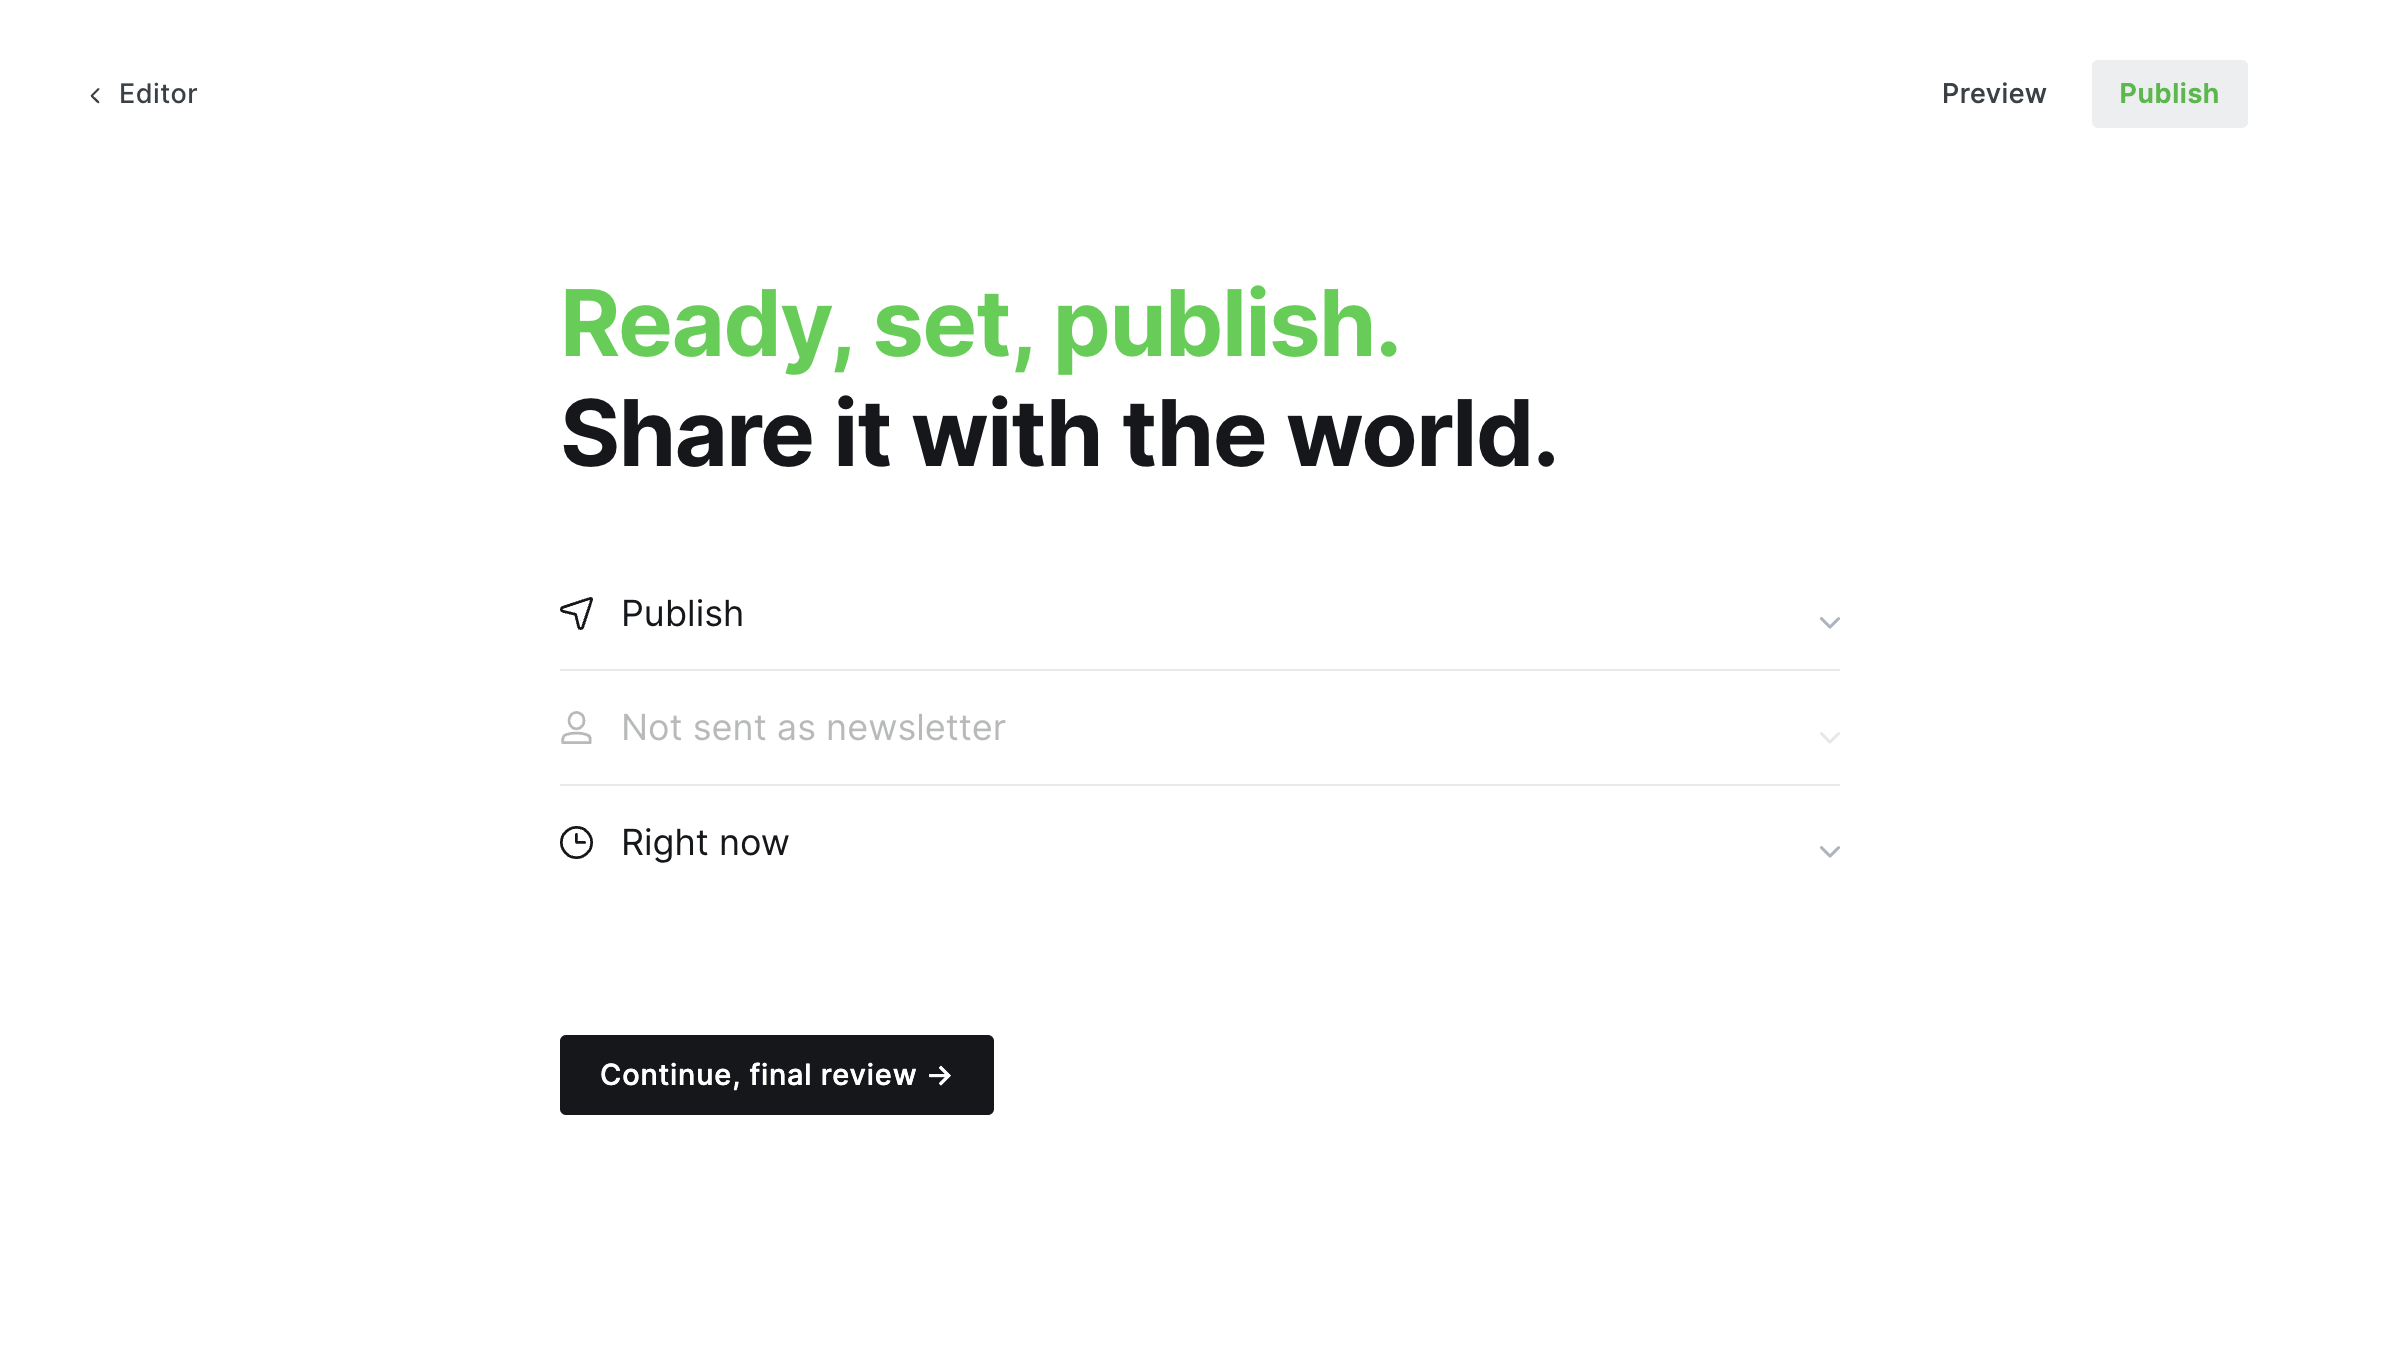 Editor
Preview
Publish
Ready, set, publish.
Share it with the world.
Publish
Not sent as newsletter
Right now
Continue, final review →